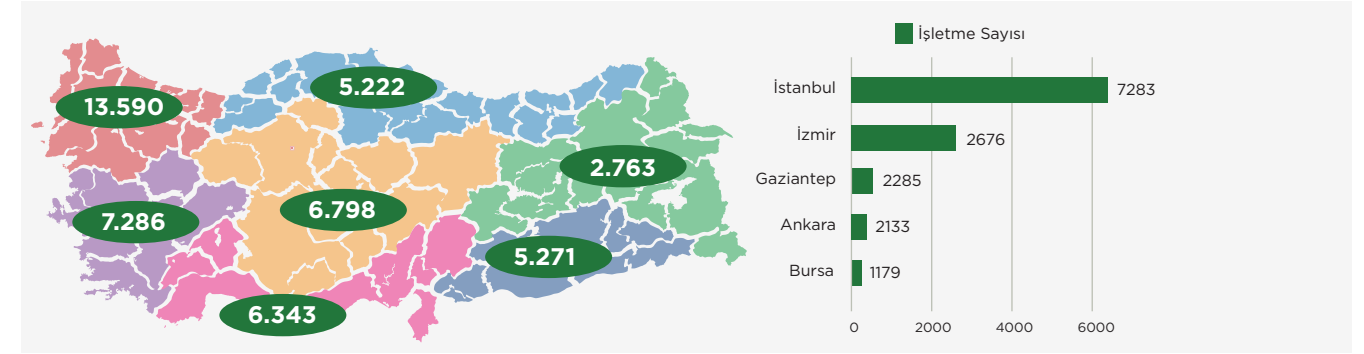 13.590
5.222
2.763
7.286
6.798
5.271
6.343
İşletme Sayısı
İstanbul 7283
İzmir 2676
Gaziantep 2285
Ankara 2133
Bursa 1179
0 2000 4000 6000